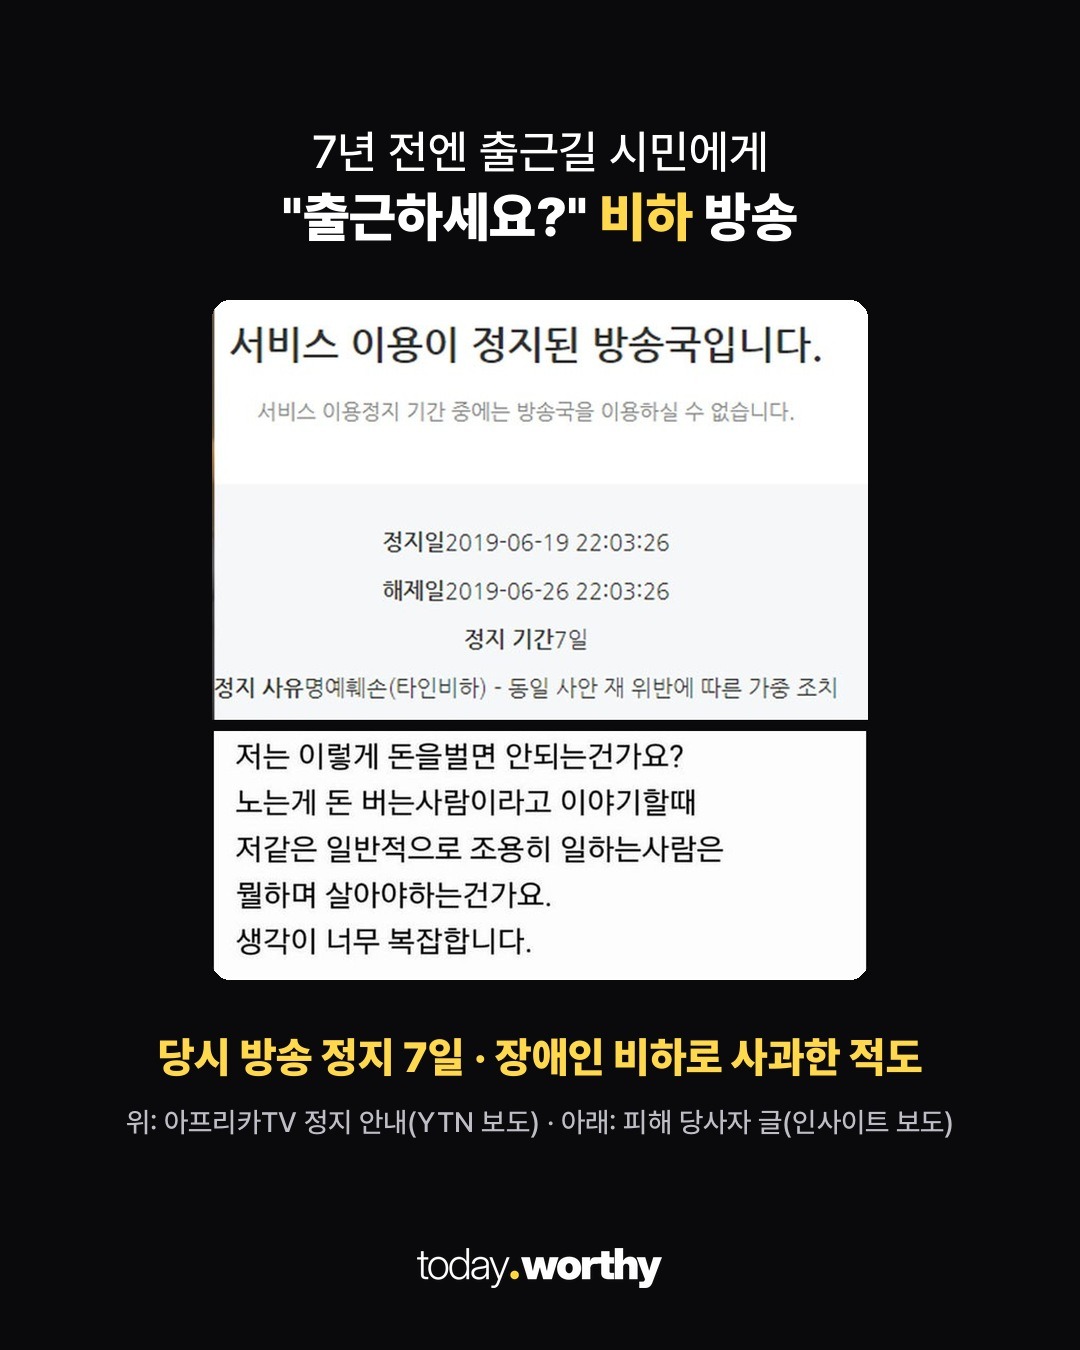 7년 전엔 출근길 시민에게
"출근하세요?" 비하 방송
서비스 이용이 정지된 방송국입니다.
서비스 이용정지 기간 중에는 방송국을 이용하실 수 없습니다.
정지일2019-06-19 22:03:26
해제일2019-06-26 22:03:26
정지 기간7일
정지 사유명예훼손(타인비하) - 동일 사안 재 위반에 따른 가중 조치
저는 이렇게 돈을벌면 안되는건가요?
노는게 돈 버는사람이라고 이야기할때
저같은 일반적으로 조용히 일하는사람은
뭘하며 살아야하는건가요.
생각이 너무 복잡합니다.
당시 방송 정지 7일 · 장애인 비하로 사과한 적도
위: 아프리카TV 정지 안내(YTN 보도) · 아래: 피해 당사자 글(인사이트 보도)
today.worthy